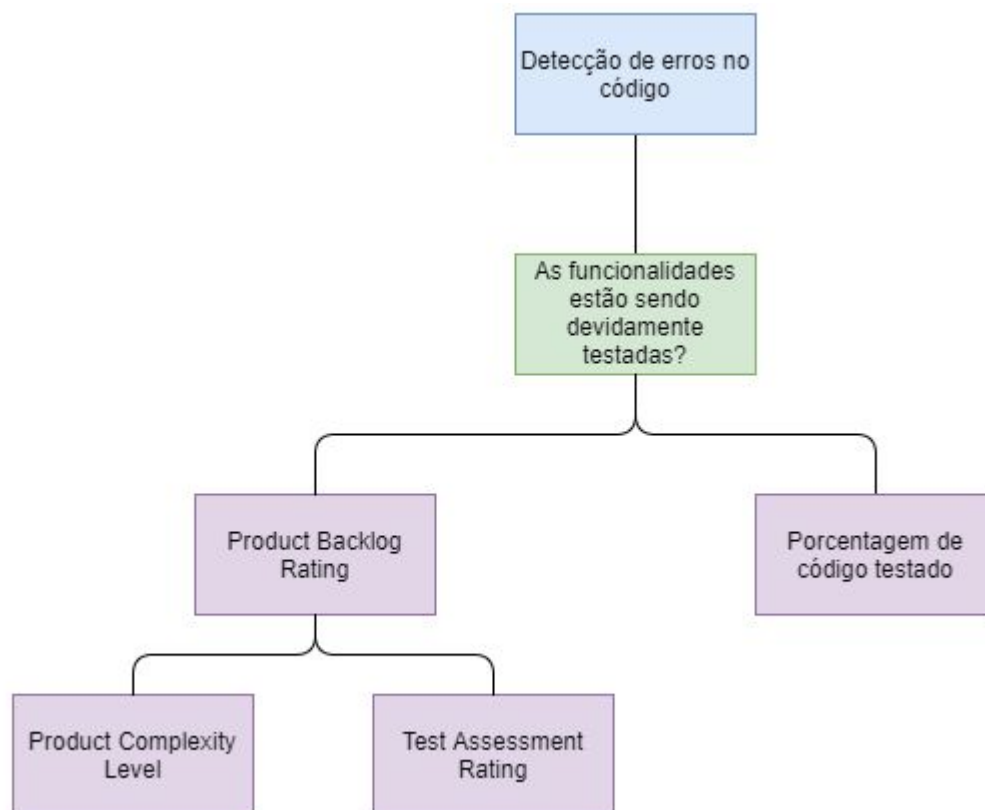 Detecção de erros no
código
As funcionalidades
estão sendo
devidamente
testadas?
Product Backlog
Rating
Porcentagem de
código testado
Product Complexity
Level
Test Assessment
Rating